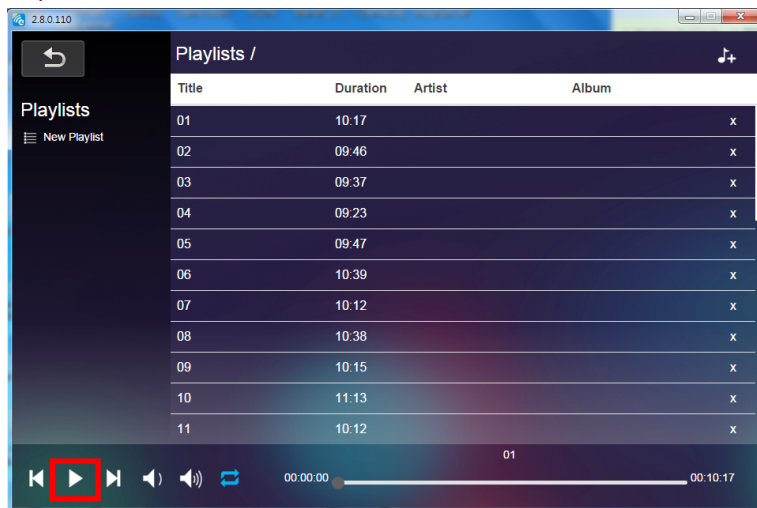 2.8.0.110
Playlists /
Title Duration Artist Album
Playlists
New Playlist
01 10:17 x
02 09:46 x
03 09:37 x
04 09:23 x
05 09:47 x
06 10:39 x
07 10:12 x
08 10:38 x
09 10:15 x
10 11:13 x
11 10:12 x
01
00:00:00 00:10:17